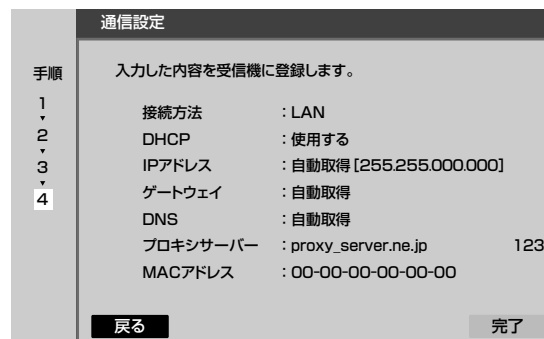 通信設定
手順
1
2
3
4
入力した内容を受信機に登録します。
接続方法 ：LAN
DHCP ：使用する
IPアドレス ：自動取得[255.255.000.000]
ゲートウェイ ：自動取得
DNS ：自動取得
プロキシサーバー ：proxy_server.ne.jp 123
MACアドレス ：00-00-00-00-00-00
戻る 完了